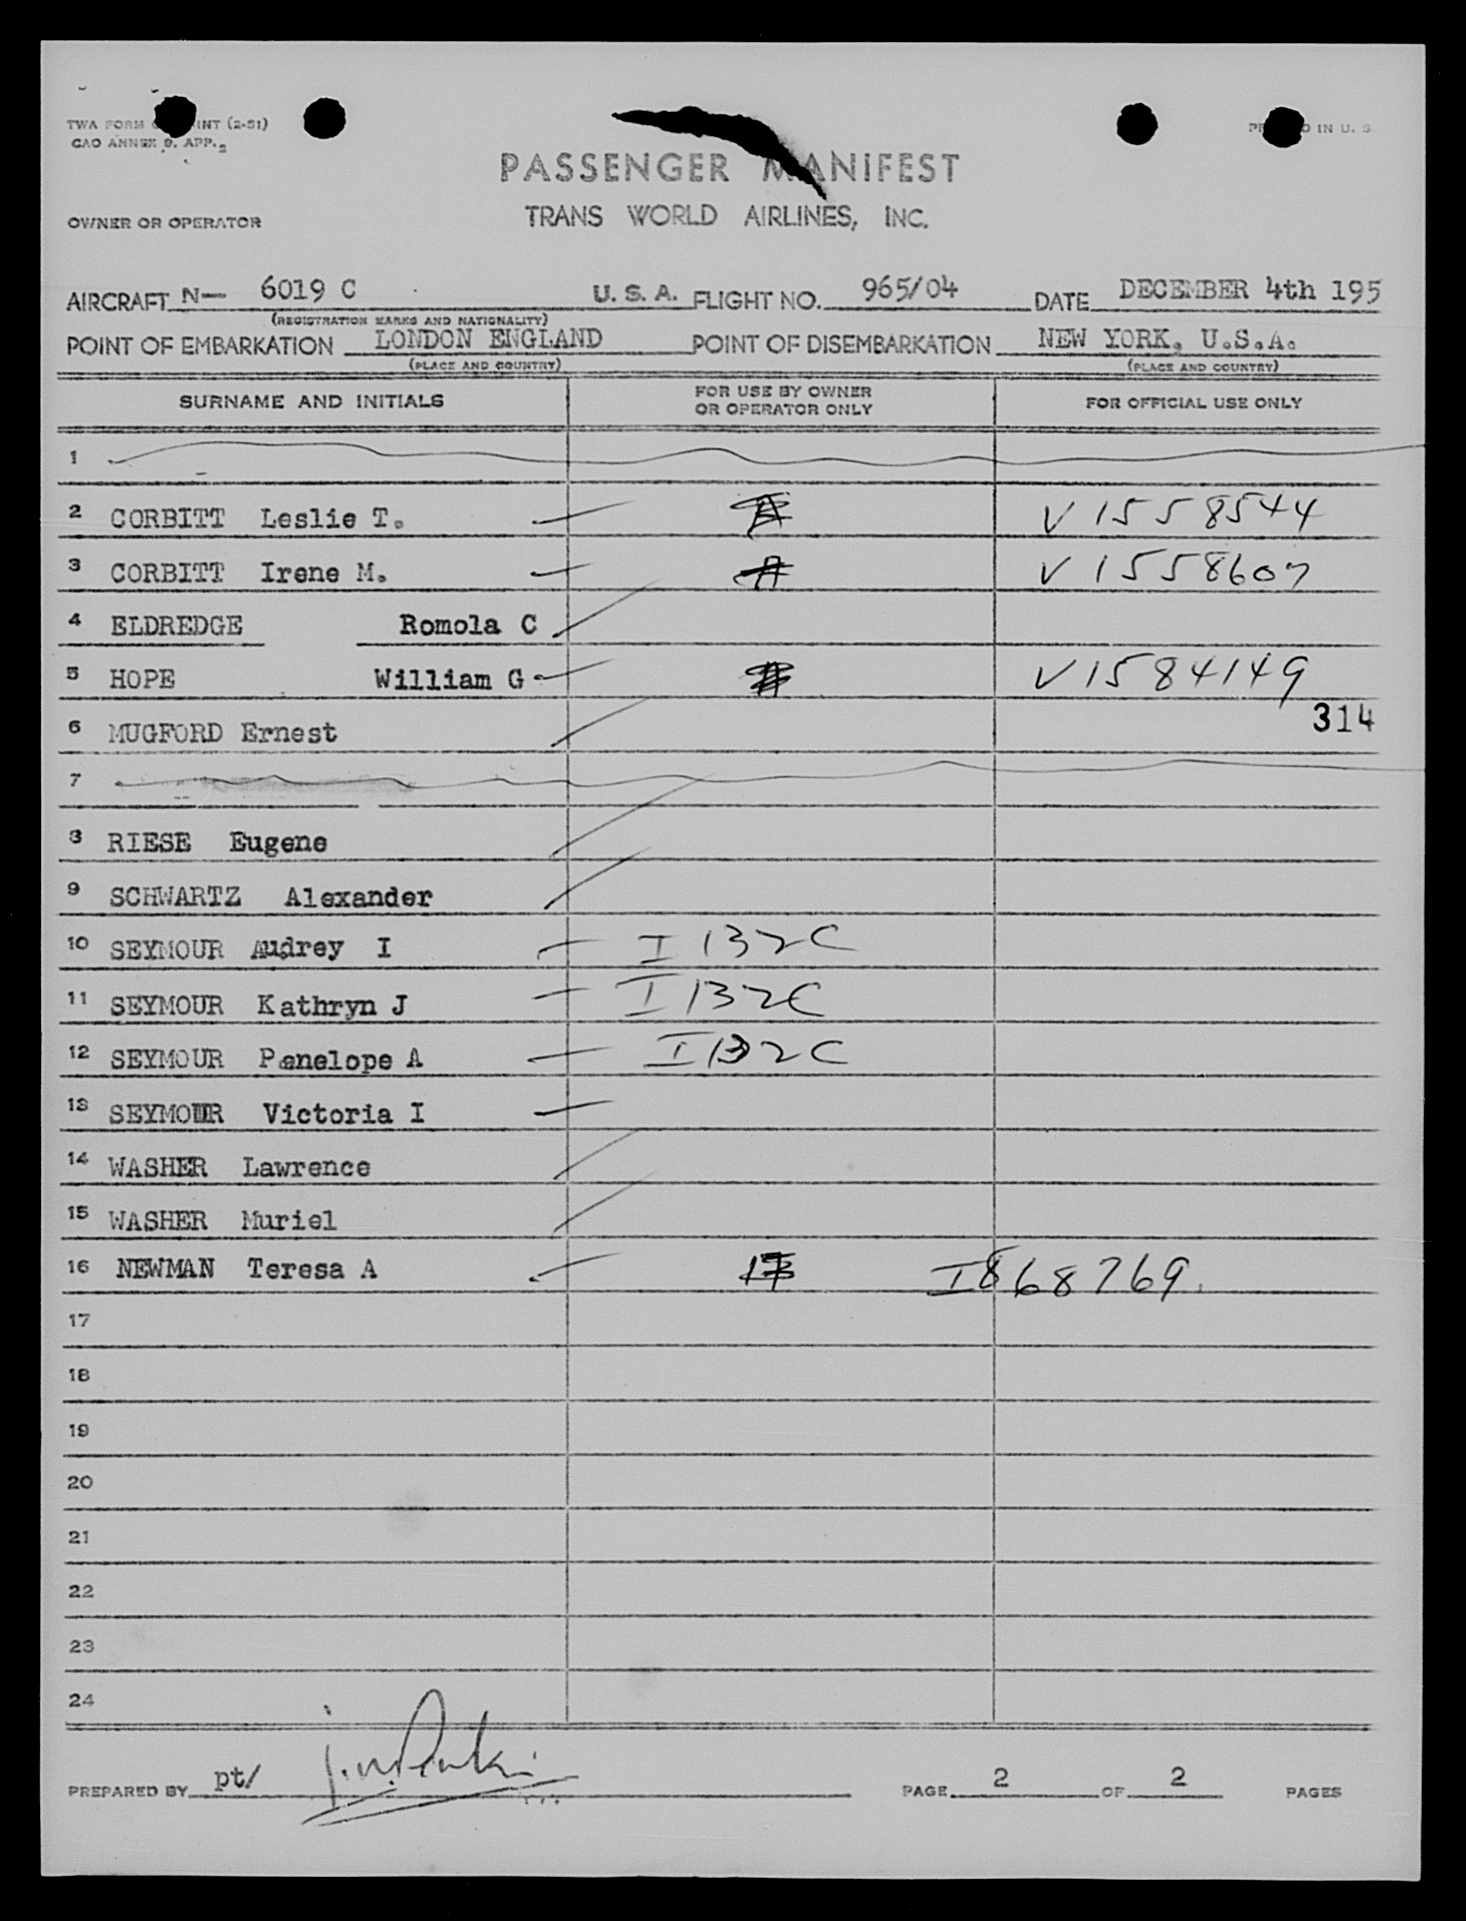 TWA FORM INT (2-51)
CAO ANNEX 9. APP.
PASSENGER MANIFEST
TRANS WORLD AIRLINES, INC.
OWNER OR OPERATOR
AIRCRAFT N- 6019 C U. S. A. FLIGHT NO. 965/04 DATE DECEMBER 4th 195
(REGISTRATION MARKS AND NATIONALITY)
POINT OF EMBARKATION LONDON ENGLAND POINT OF DISEMBARKATION NEW YORK. U.S.A.
(PLACE AND COUNTRY) (PLACE AND COUNTRY)
SURNAME AND INITIALS FOR USE BY OWNER OR OPERATOR ONLY FOR OFFICIAL USE ONLY
1
2 CORBITT Leslie T. V1558544
3 CORBITT Irene M. V1558607
4 ELDREDGE Romola C
5 HOPE William G V1584149
314
6 MUGFORD Ernest
7
8 RIESE Eugene
9 SCHWARTZ Alexander
10 SEYMOUR Audrey I I 132C
11 SEYMOUR Kathryn J I 132C
12 SEYMOUR Penelope A I 132C
13 SEYMOUR Victoria I
14 WASHER Lawrence
15 WASHER Muriel
16 NEWMAN Teresa A I868769
17
18
19
20
21
22
23
24
PREPARED BY pt/ PAGE 2 OF 2 PAGES